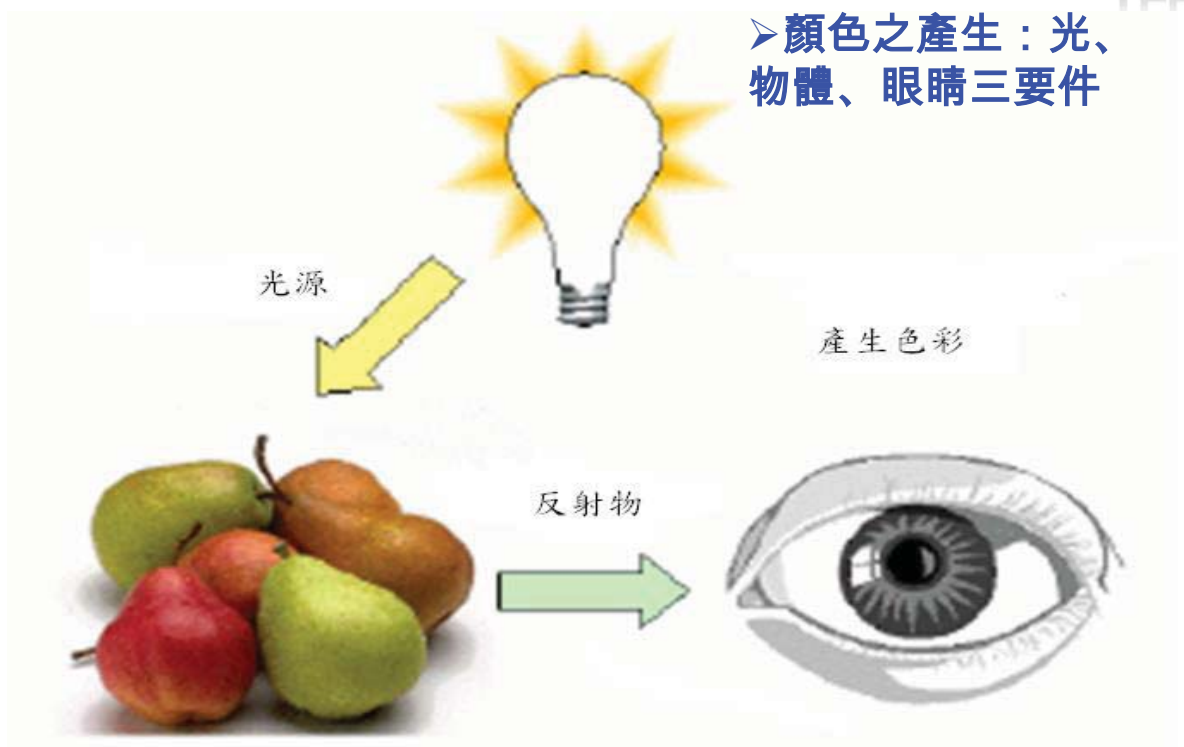 ➢顏色之產生：光、
物體、眼睛三要件
光源
產生色彩
反射物